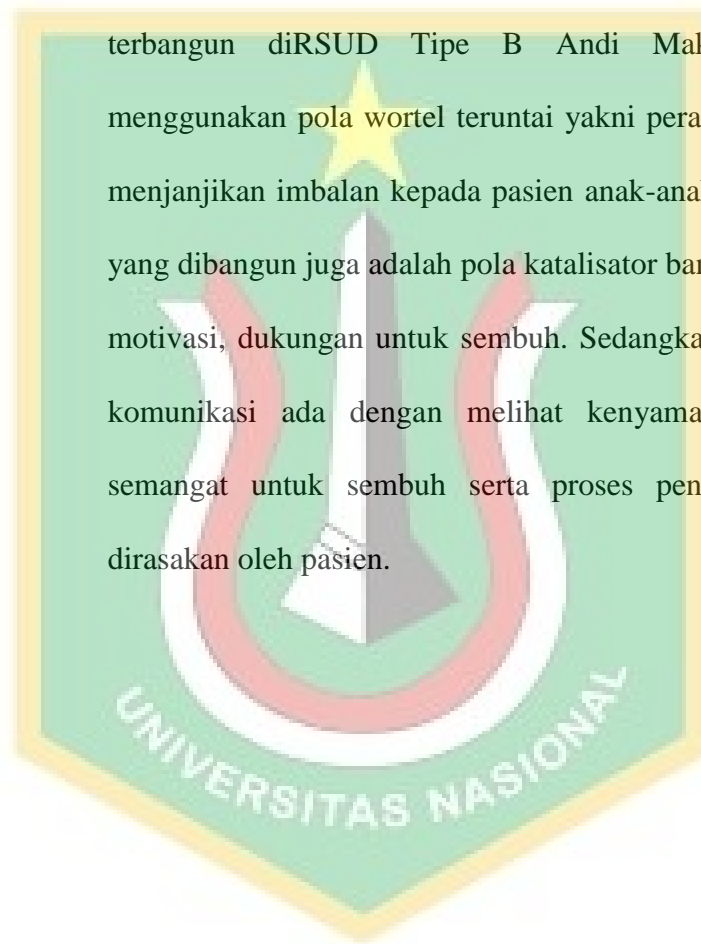 terbangun diRSUD Tipe B Andi
menggunakan pola wortel teruntai yakni
menjanjikan imbalan kepada pasien
yang dibangun juga adalah pola katalisator
motivasi, dukungan untuk sembuh.
komunikasi ada dengan melihat
semangat untuk sembuh serta proses
dirasakan oleh pasien.
UNIVERSITAS NASIONAL